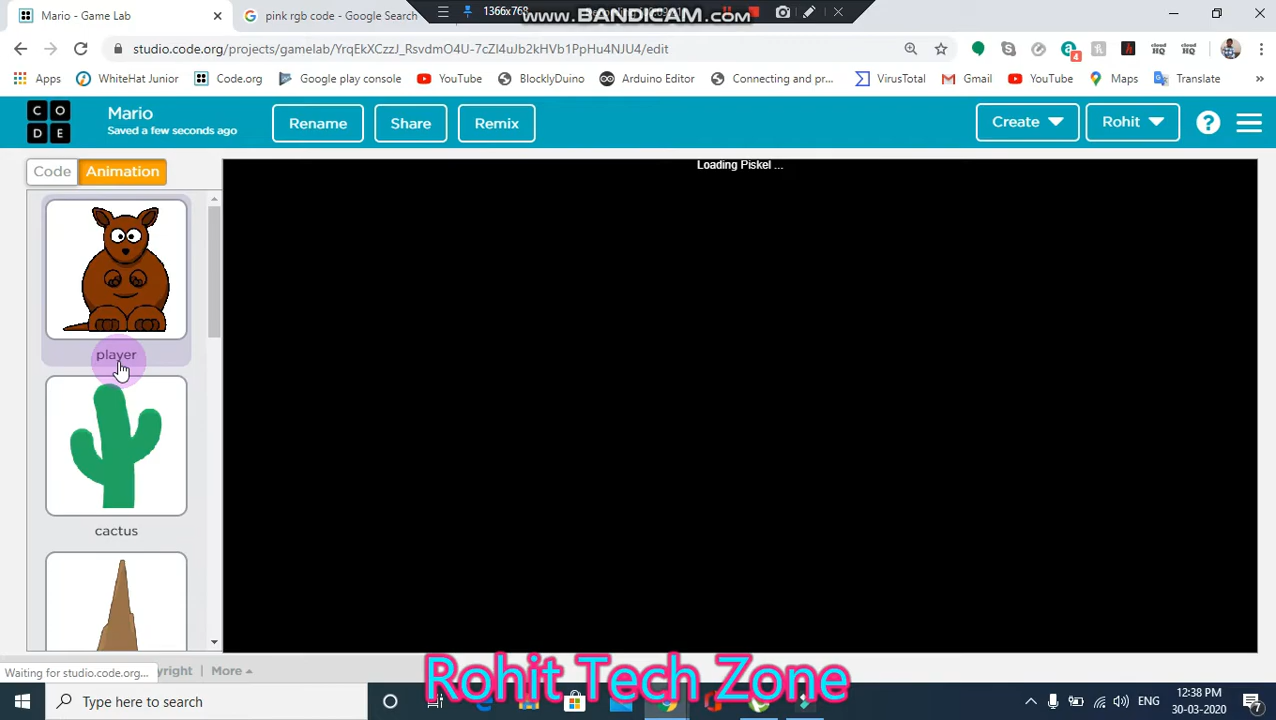 Mario - Game Lab
pink rgb code - Google Search
1366x768
www.BANDICAM.com
studio.code.org/projects/gamelab/YrqEkXCzzJ_RsvdmO4U-7cZl4uJb2kHVb1PpHu4NJU4/edit
Apps WhiteHat Junior Code.org Google play console YouTube BlocklyDuino Arduino Editor Connecting and pr... VirusTotal Gmail YouTube Maps Translate
CODE
Mario
Saved a few seconds ago
Rename Share Remix Create Rohit ?
Code Animation
Loading Piskel ...
player
cactus
Waiting for studio.code.org...
More
Rohit Tech Zone
Type here to search
ENG
12:38 PM
30-03-2020